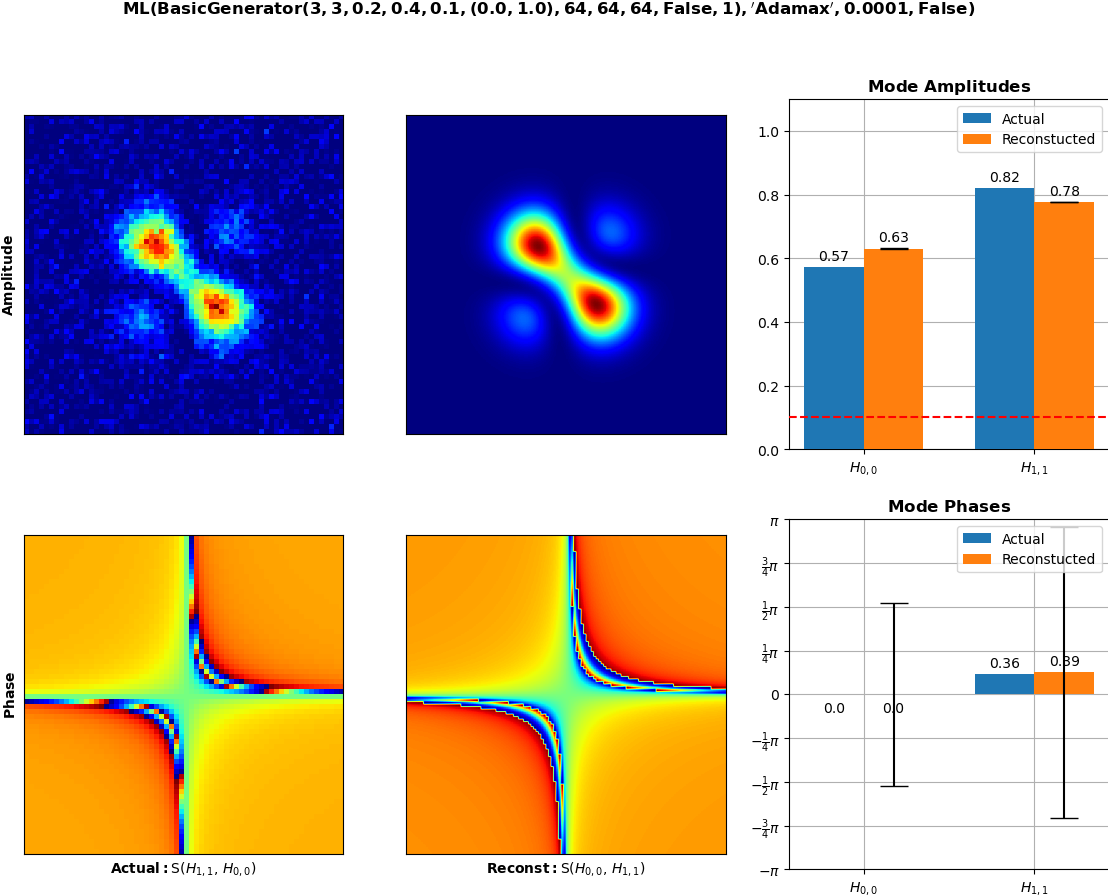 ML(BasicGenerator(3, 3, 0.2, 0.4, 0.1, (0.0, 1.0), 64, 64, 64, False, 1), ′Adamax′, 0.0001, False)
Amplitude
Mode Amplitudes
Actual
Reconstucted
1.0
0.8
0.6
0.4
0.2
0.0
0.57
0.63
0.82
0.78
H0, 0
H1, 1
Phase
Actual: S(H1, 1, H0, 0)
Reconst: S(H0, 0, H1, 1)
Mode Phases
Actual
Reconstucted
π
3/4π
1/2π
1/4π
0
−1/4π
−1/2π
−3/4π
−π
0.0
0.0
0.36
0.39
H0, 0
H1, 1